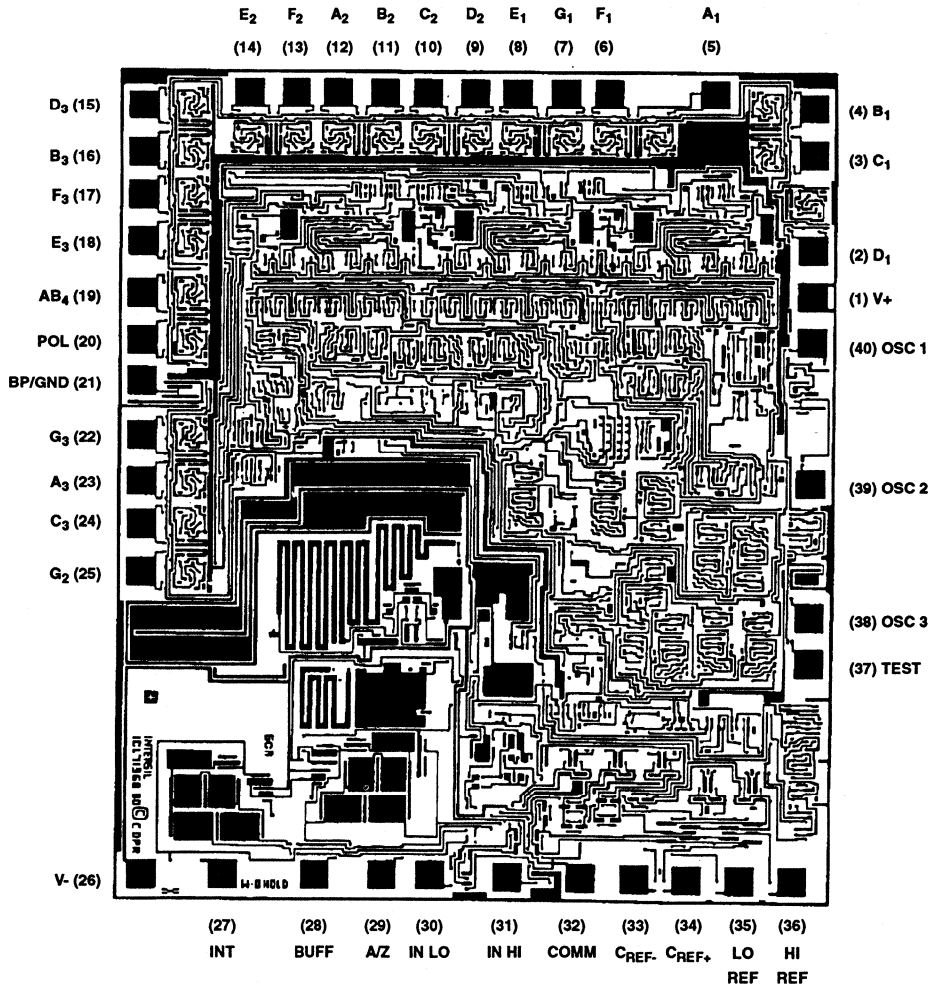 E₂ F₂ A₂ B₂ C₂ D₂ E₁ G₁ F₁ A₁
(14) (13) (12) (11) (10) (9) (8) (7) (6) (5)
D₃ (15)
(4) B₁
B₃ (16)
(3) C₁
F₃ (17)
E₃ (18)
(2) D₁
AB₄ (19)
(1) V+
POL (20)
(40) OSC 1
BP/GND (21)
G₃ (22)
A₃ (23)
(39) OSC 2
C₃ (24)
G₂ (25)
(38) OSC 3
(37) TEST
INTERSIL
V- (26)
(27) (28) (29) (30) (31) (32) (33) (34) (35) (36)
INT BUFF A/Z IN LO IN HI COMM C_REF- C_REF+ LO HI
REF REF